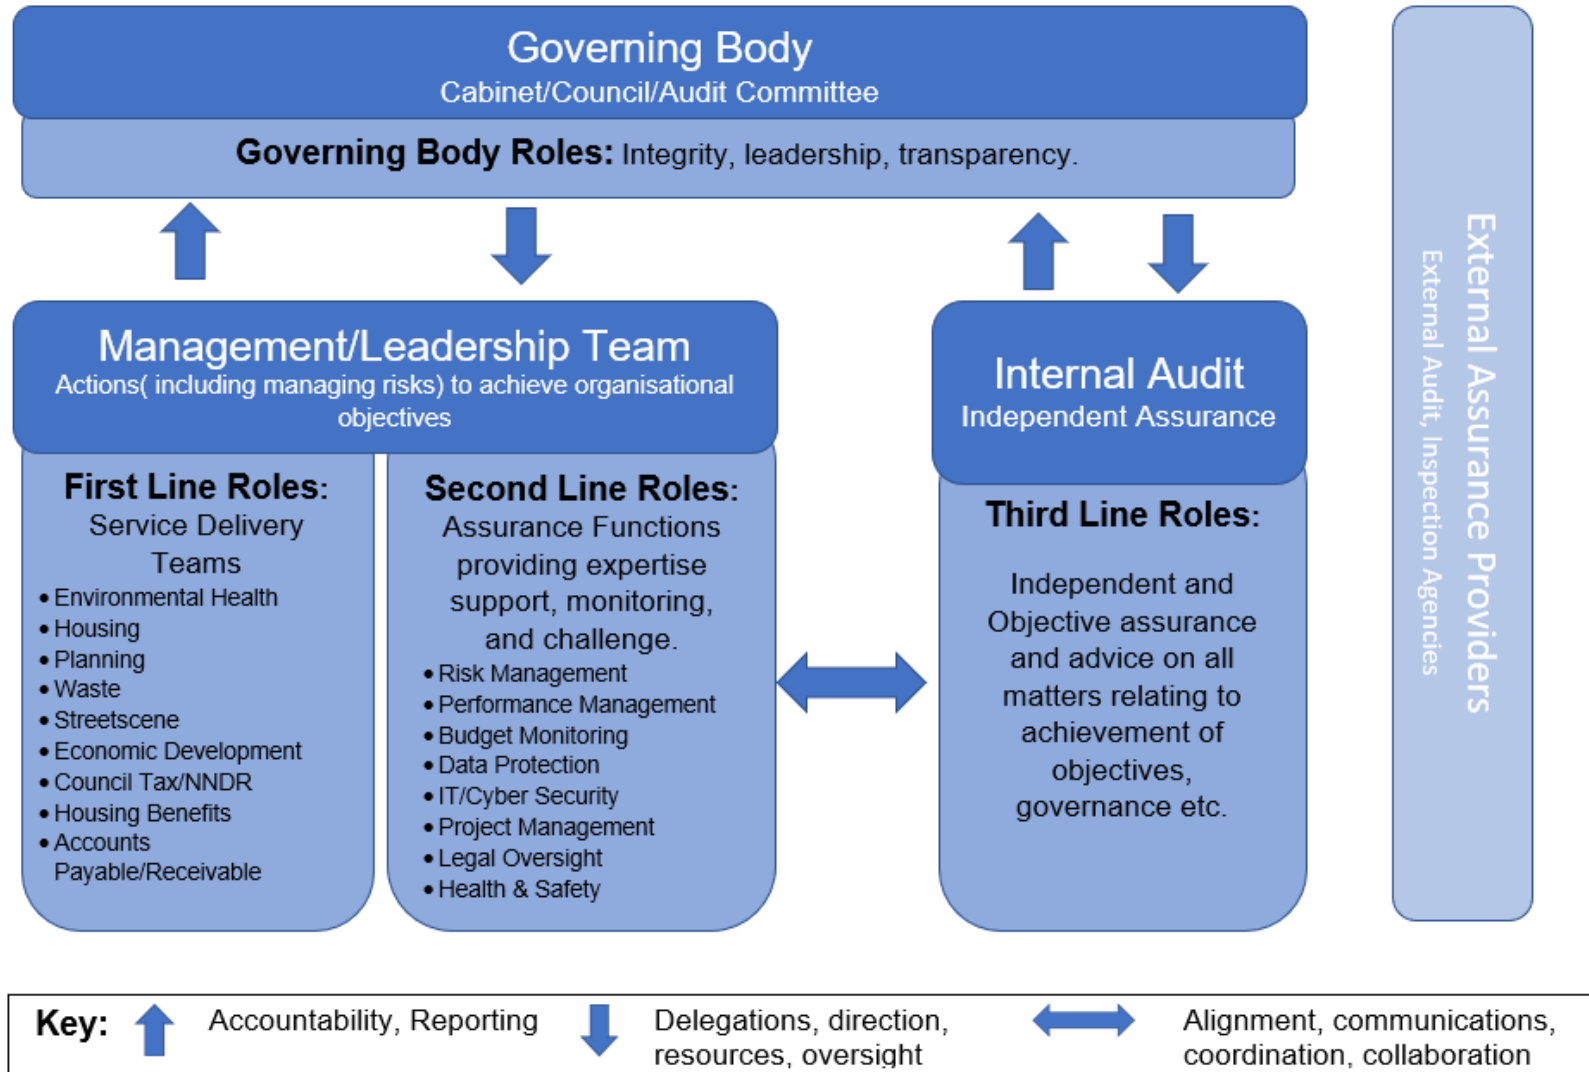 Governing Body
Cabinet/Council/Audit Committee
Governing Body Roles: Integrity, leadership, transparency.
Management/Leadership Team
Actions( including managing risks) to achieve organisational
objectives
First Line Roles:
Service Delivery
Teams
• Environmental Health
• Housing
• Planning
• Waste
• Streetscene
• Economic Development
• Council Tax/NNDR
• Housing Benefits
• Accounts
Payable/Receivable
Second Line Roles:
Assurance Functions
providing expertise
support, monitoring,
and challenge.
• Risk Management
• Performance Management
• Budget Monitoring
• Data Protection
• IT/Cyber Security
• Project Management
• Legal Oversight
• Health & Safety
Internal Audit
Independent Assurance
Third Line Roles:
Independent and
Objective assurance
and advice on all
matters relating to
achievement of
objectives,
governance etc.
External Assurance Providers
External Audit, Inspection Agencies
Key:
Accountability, Reporting
Delegations, direction,
resources, oversight
Alignment, communications,
coordination, collaboration